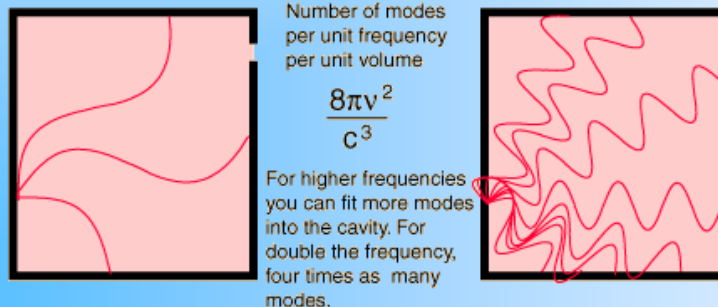 Number of modes
per unit frequency
per unit volume
8πν²
c³
For higher frequencies
you can fit more modes
into the cavity. For
double the frequency,
four times as many
modes.